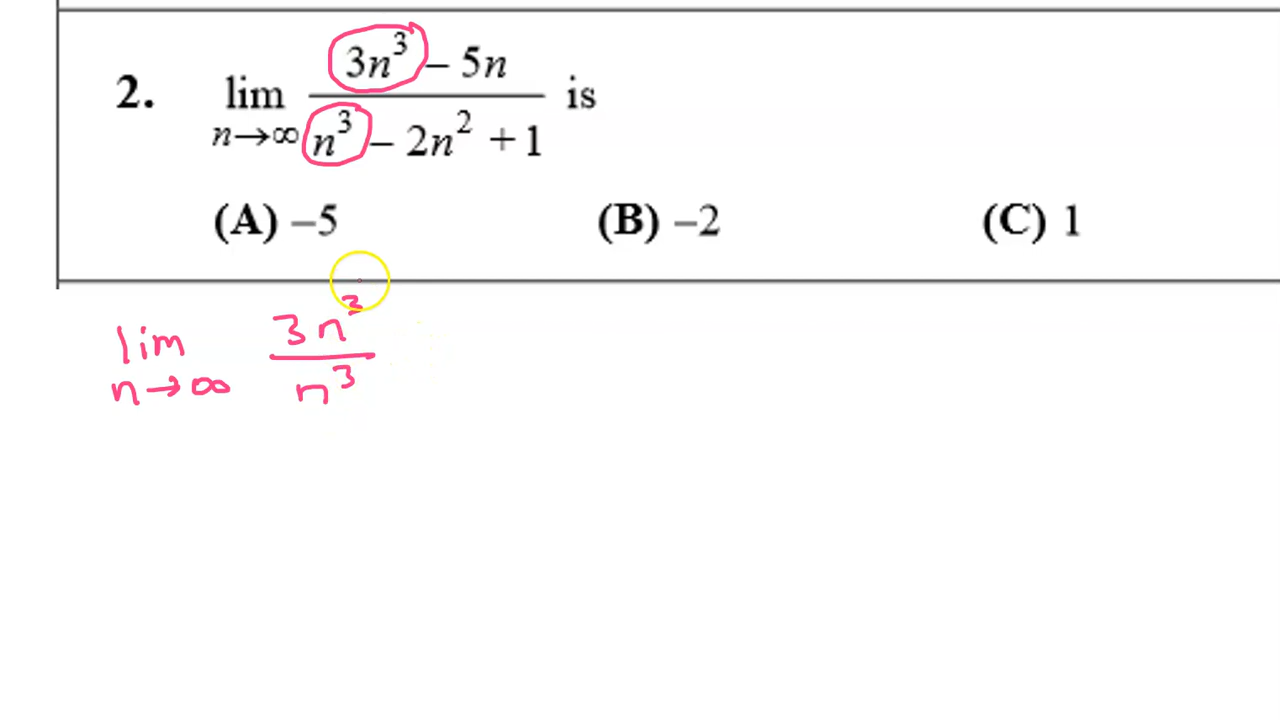 2. lim n→∞ (3n³ – 5n) / (n³ – 2n² + 1) is
(A) –5 (B) –2 (C) 1
lim n→∞ 3n³ / n³